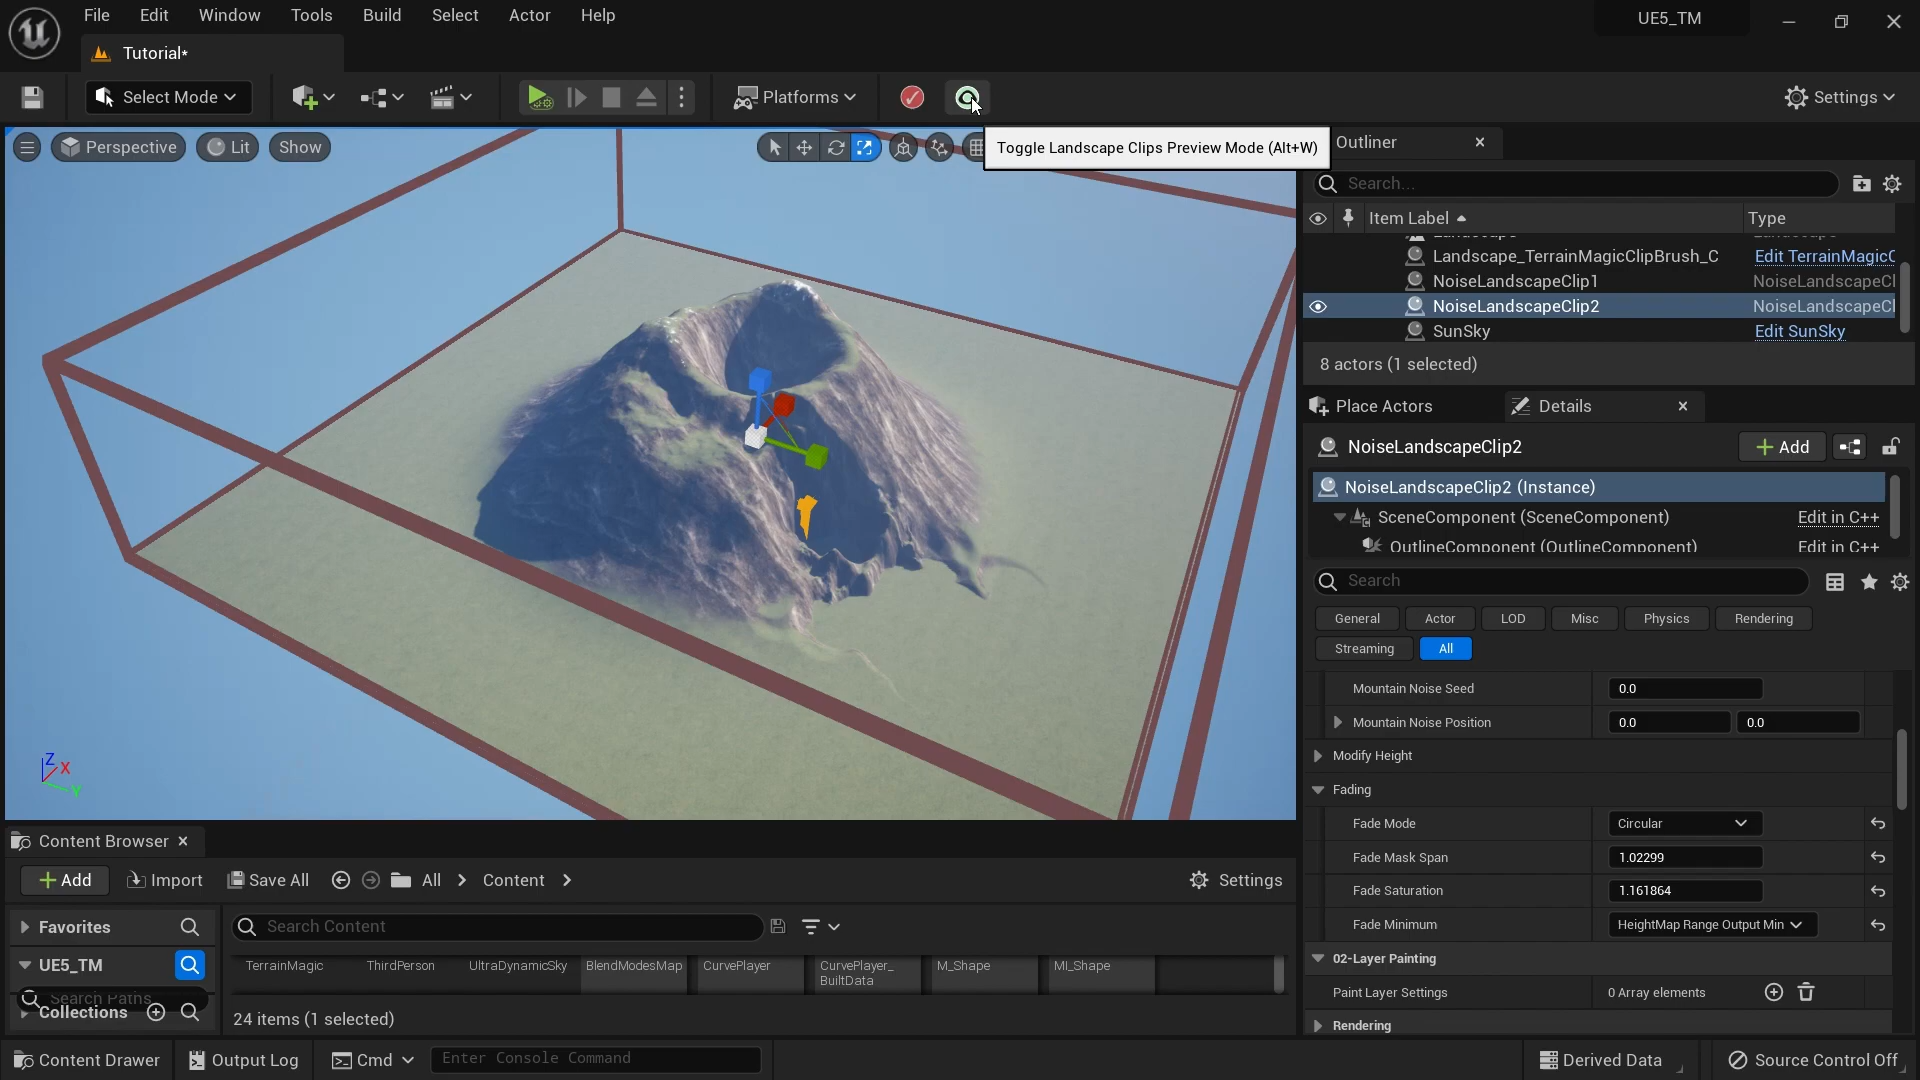 File Edit Window Tools Build Select Actor Help
UE5_TM
Tutorial*
Select Mode
Platforms
Settings
Perspective
Lit
Show
Toggle Landscape Clips Preview Mode (Alt+W)
Outliner
Search...
Item Label
Type
Landscape_TerrainMagicClipBrush_C
Edit TerrainMagicC
NoiseLandscapeClip1
NoiseLandscapeCl
NoiseLandscapeClip2
NoiseLandscapeCl
SunSky
Edit SunSky
8 actors (1 selected)
Place Actors
Details
NoiseLandscapeClip2
Add
NoiseLandscapeClip2 (Instance)
SceneComponent (SceneComponent)
Edit in C++
OutlineComponent (OutlineComponent)
Edit in C++
Search
General
Actor
LOD
Misc
Physics
Rendering
Streaming
All
Mountain Noise Seed
0.0
Mountain Noise Position
0.0
0.0
Modify Height
Fading
Fade Mode
Circular
Fade Mask Span
1.02299
Fade Saturation
1.161864
Fade Minimum
HeightMap Range Output Min
02-Layer Painting
Paint Layer Settings
0 Array elements
Rendering
Z
X
Y
Content Browser
Add
Import
Save All
All
Content
Settings
Favorites
Search Content
UE5_TM
Search Paths
Collections
TerrainMagic
ThirdPerson
UltraDynamicSky
BlendModesMap
CurvePlayer
CurvePlayer_
BuiltData
M_Shape
MI_Shape
24 items (1 selected)
Content Drawer
Output Log
Cmd
Enter Console Command
Derived Data
Source Control Off